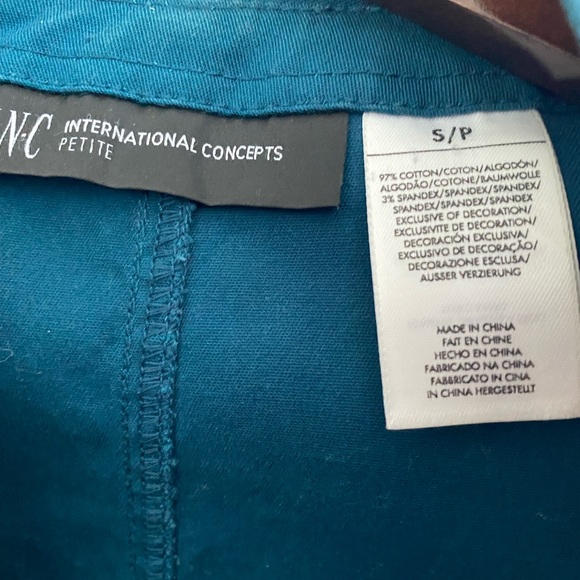 N·C INTERNATIONAL CONCEPTS
PETITE
S/P
97% COTTON/COTON/ALGODÓN/
ALGODÃO/COTONE/BAUMWOLLE
3% SPANDEX/SPANDEX/SPANDEX/
SPANDEX/SPANDEX/SPANDEX
EXCLUSIVE OF DECORATION/
EXCLUSIVITE DE DECORATION/
DECORACIÓN EXCLUSIVA/
EXCLUSIVO DE DECORAÇÃO/
DECORAZIONE ESCLUSA/
AUSSER VERZIERUNG
MADE IN CHINA
FAIT EN CHINE
HECHO EN CHINA
FABRICADO NA CHINA
FABBRICATO IN CINA
IN CHINA HERGESTELLT